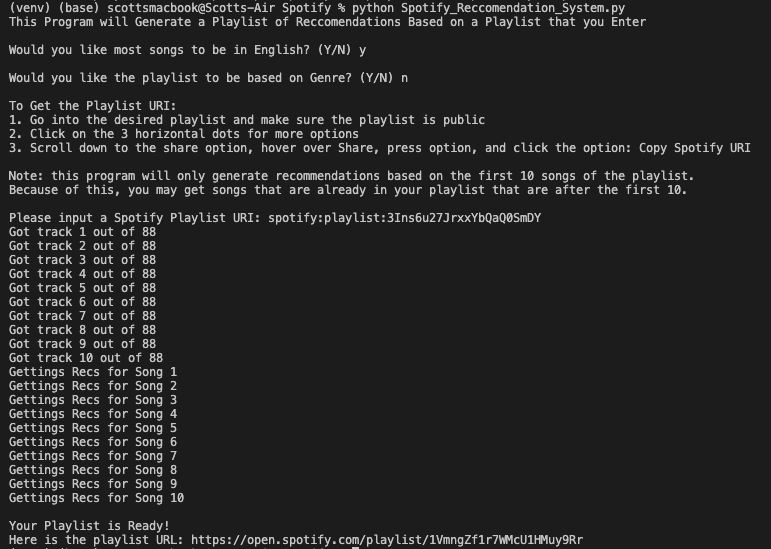 (venv) (base) scottsmacbook@Scotts-Air Spotify % python Spotify_Reccomendation_System.py
This Program will Generate a Playlist of Reccomendations Based on a Playlist that you Enter
Would you like most songs to be in English? (Y/N) y
Would you like the playlist to be based on Genre? (Y/N) n
To Get the Playlist URI:
1. Go into the desired playlist and make sure the playlist is public
2. Click on the 3 horizontal dots for more options
3. Scroll down to the share option, hover over Share, press option, and click the option: Copy Spotify URI
Note: this program will only generate recommendations based on the first 10 songs of the playlist.
Because of this, you may get songs that are already in your playlist that are after the first 10.
Please input a Spotify Playlist URI: spotify:playlist:3Ins6u27JrxxYbQaQ0SmDY
Got track 1 out of 88
Got track 2 out of 88
Got track 3 out of 88
Got track 4 out of 88
Got track 5 out of 88
Got track 6 out of 88
Got track 7 out of 88
Got track 8 out of 88
Got track 9 out of 88
Got track 10 out of 88
Gettings Recs for Song 1
Gettings Recs for Song 2
Gettings Recs for Song 3
Gettings Recs for Song 4
Gettings Recs for Song 5
Gettings Recs for Song 6
Gettings Recs for Song 7
Gettings Recs for Song 8
Gettings Recs for Song 9
Gettings Recs for Song 10
Your Playlist is Ready!
Here is the playlist URL: https://open.spotify.com/playlist/1VmngZf1r7WMcU1HMuy9Rr